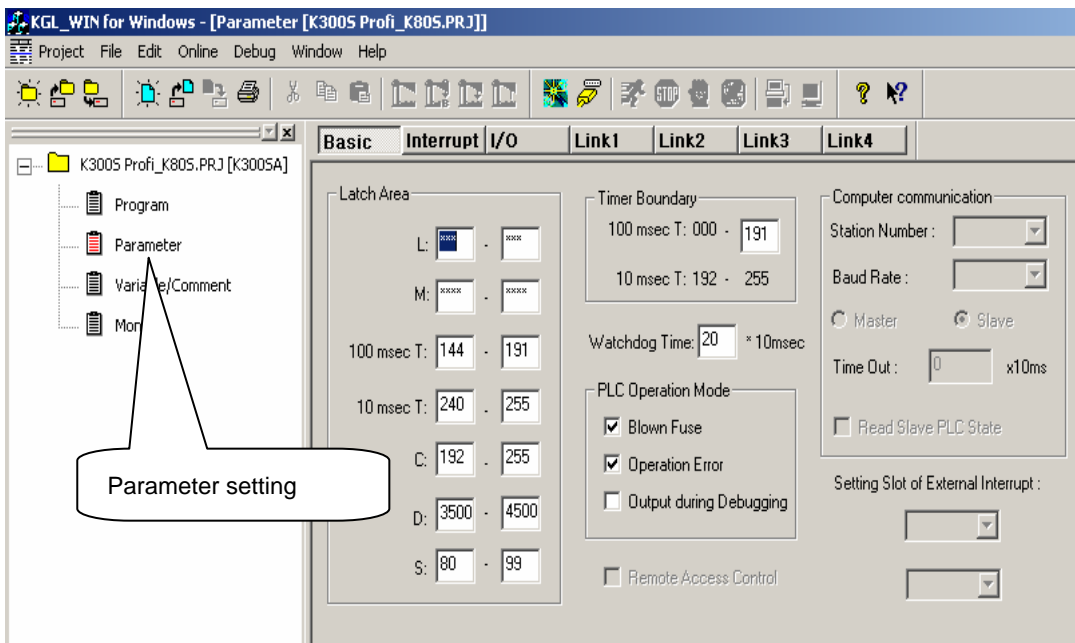 KGL_WIN for Windows - [Parameter [K300S Profi_K80S.PRJ]]
Project File Edit Online Debug Window Help
STOP
Basic Interrupt I/O Link1 Link2 Link3 Link4
K300S Profi_K80S.PRJ [K300SA]
Program
Parameter
Variable/Comment
Mon
Parameter setting
Latch Area
L: *** - ***
M: **** - ****
100 msec T: 144 - 191
10 msec T: 240 - 255
C: 192 - 255
D: 3500 - 4500
S: 80 - 99
Timer Boundary
100 msec T: 000 - 191
10 msec T: 192 - 255
Watchdog Time: 20 * 10msec
PLC Operation Mode
Blown Fuse
Operation Error
Output during Debugging
Remote Access Control
Computer communication
Station Number :
Baud Rate :
Master Slave
Time Out : 0 x10ms
Read Slave PLC State
Setting Slot of External Interrupt :